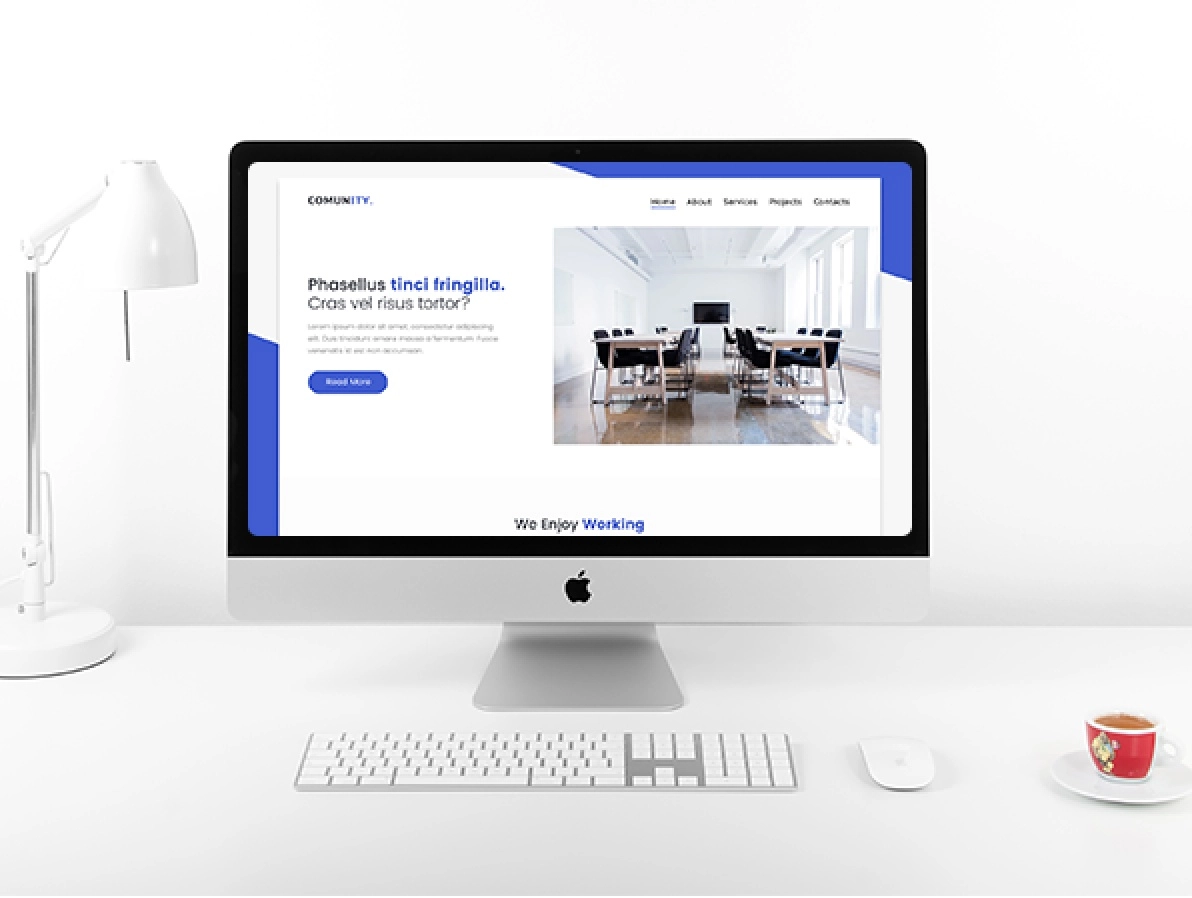 COMUNITY.
Home About Services Projects Contacts
Phasellus tinci fringilla.
Cras vel risus tortor?
Lorem ipsum dolor sit amet, consectetur adipiscing
elit. Duis tincidunt ornare massa a fermentum. Fusce
venenatis id est non accumsan.
Read More
We Enjoy Working